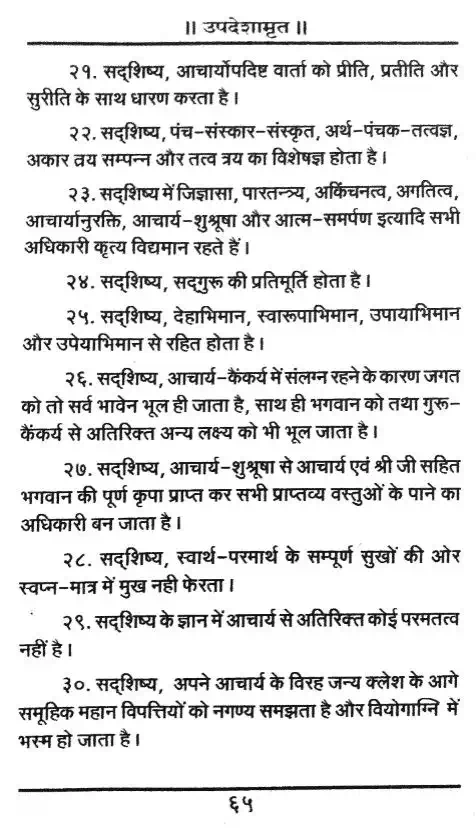 ॥ उपदेशामृत ॥
२१. सद्शिष्य, आचार्योपदिष्ट वार्ता को प्रीति, प्रतीति और
सुरीति के साथ धारण करता है।
२२. सद्शिष्य, पंच-संस्कार-संस्कृत, अर्थ-पंचक-तत्वज्ञ,
अकार त्रय सम्पन्न और तत्व त्रय का विशेषज्ञ होता है।
२३. सद्शिष्य में जिज्ञासा, पारतन्त्र्य, अकिंचनत्व, अगतित्व,
आचार्यानुरक्ति, आचार्य-शुश्रूषा और आत्म-समर्पण इत्यादि सभी
अधिकारी कृत्य विद्यमान रहते हैं।
२४. सद्शिष्य, सद्गुरू की प्रतिमूर्ति होता है।
२५. सद्शिष्य, देहाभिमान, स्वारूपाभिमान, उपायाभिमान
और उपेयाभिमान से रहित होता है।
२६. सद्शिष्य, आचार्य-कैंकर्य में संलग्न रहने के कारण जगत
को तो सर्व भावेन भूल ही जाता है, साथ ही भगवान को तथा गुरू-
कैंकर्य से अतिरिक्त अन्य लक्ष्य को भी भूल जाता है।
२७. सद्शिष्य, आचार्य-शुश्रूषा से आचार्य एवं श्री जी सहित
भगवान की पूर्ण कृपा प्राप्त कर सभी प्राप्तव्य वस्तुओं के पाने का
अधिकारी बन जाता है।
२८. सद्शिष्य, स्वार्थ-परमार्थ के सम्पूर्ण सुखों की ओर
स्वप्न-मात्र में मुख नही फेरता।
२९. सद्शिष्य के ज्ञान में आचार्य से अतिरिक्त कोई परमतत्व
नहीं है।
३०. सद्शिष्य, अपने आचार्य के विरह जन्य क्लेश के आगे
समूहिक महान विपत्तियों को नगण्य समझता है और वियोगाग्नि में
भस्म हो जाता है।
६५